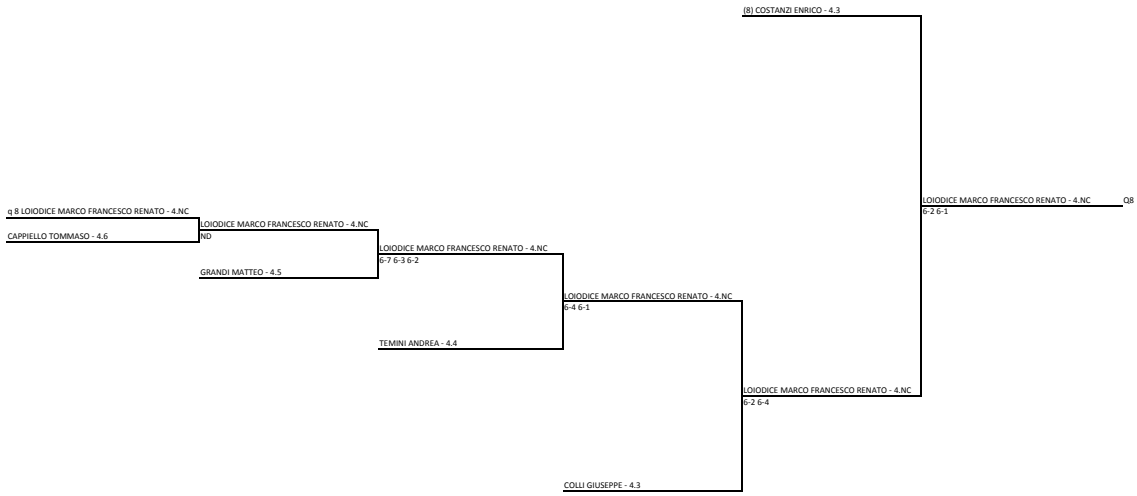 (8) COSTANZI ENRICO - 4.3
LOIODICE MARCO FRANCESCO RENATO - 4.NC
Q8
6-2 6-1
q 8 LOIODICE MARCO FRANCESCO RENATO - 4.NC
LOIODICE MARCO FRANCESCO RENATO - 4.NC
CAPPIELLO TOMMASO - 4.6
ND
LOIODICE MARCO FRANCESCO RENATO - 4.NC
6-7 6-3 6-2
GRANDI MATTEO - 4.5
LOIODICE MARCO FRANCESCO RENATO - 4.NC
6-4 6-1
TEMINI ANDREA - 4.4
LOIODICE MARCO FRANCESCO RENATO - 4.NC
6-2 6-4
COLLI GIUSEPPE - 4.3